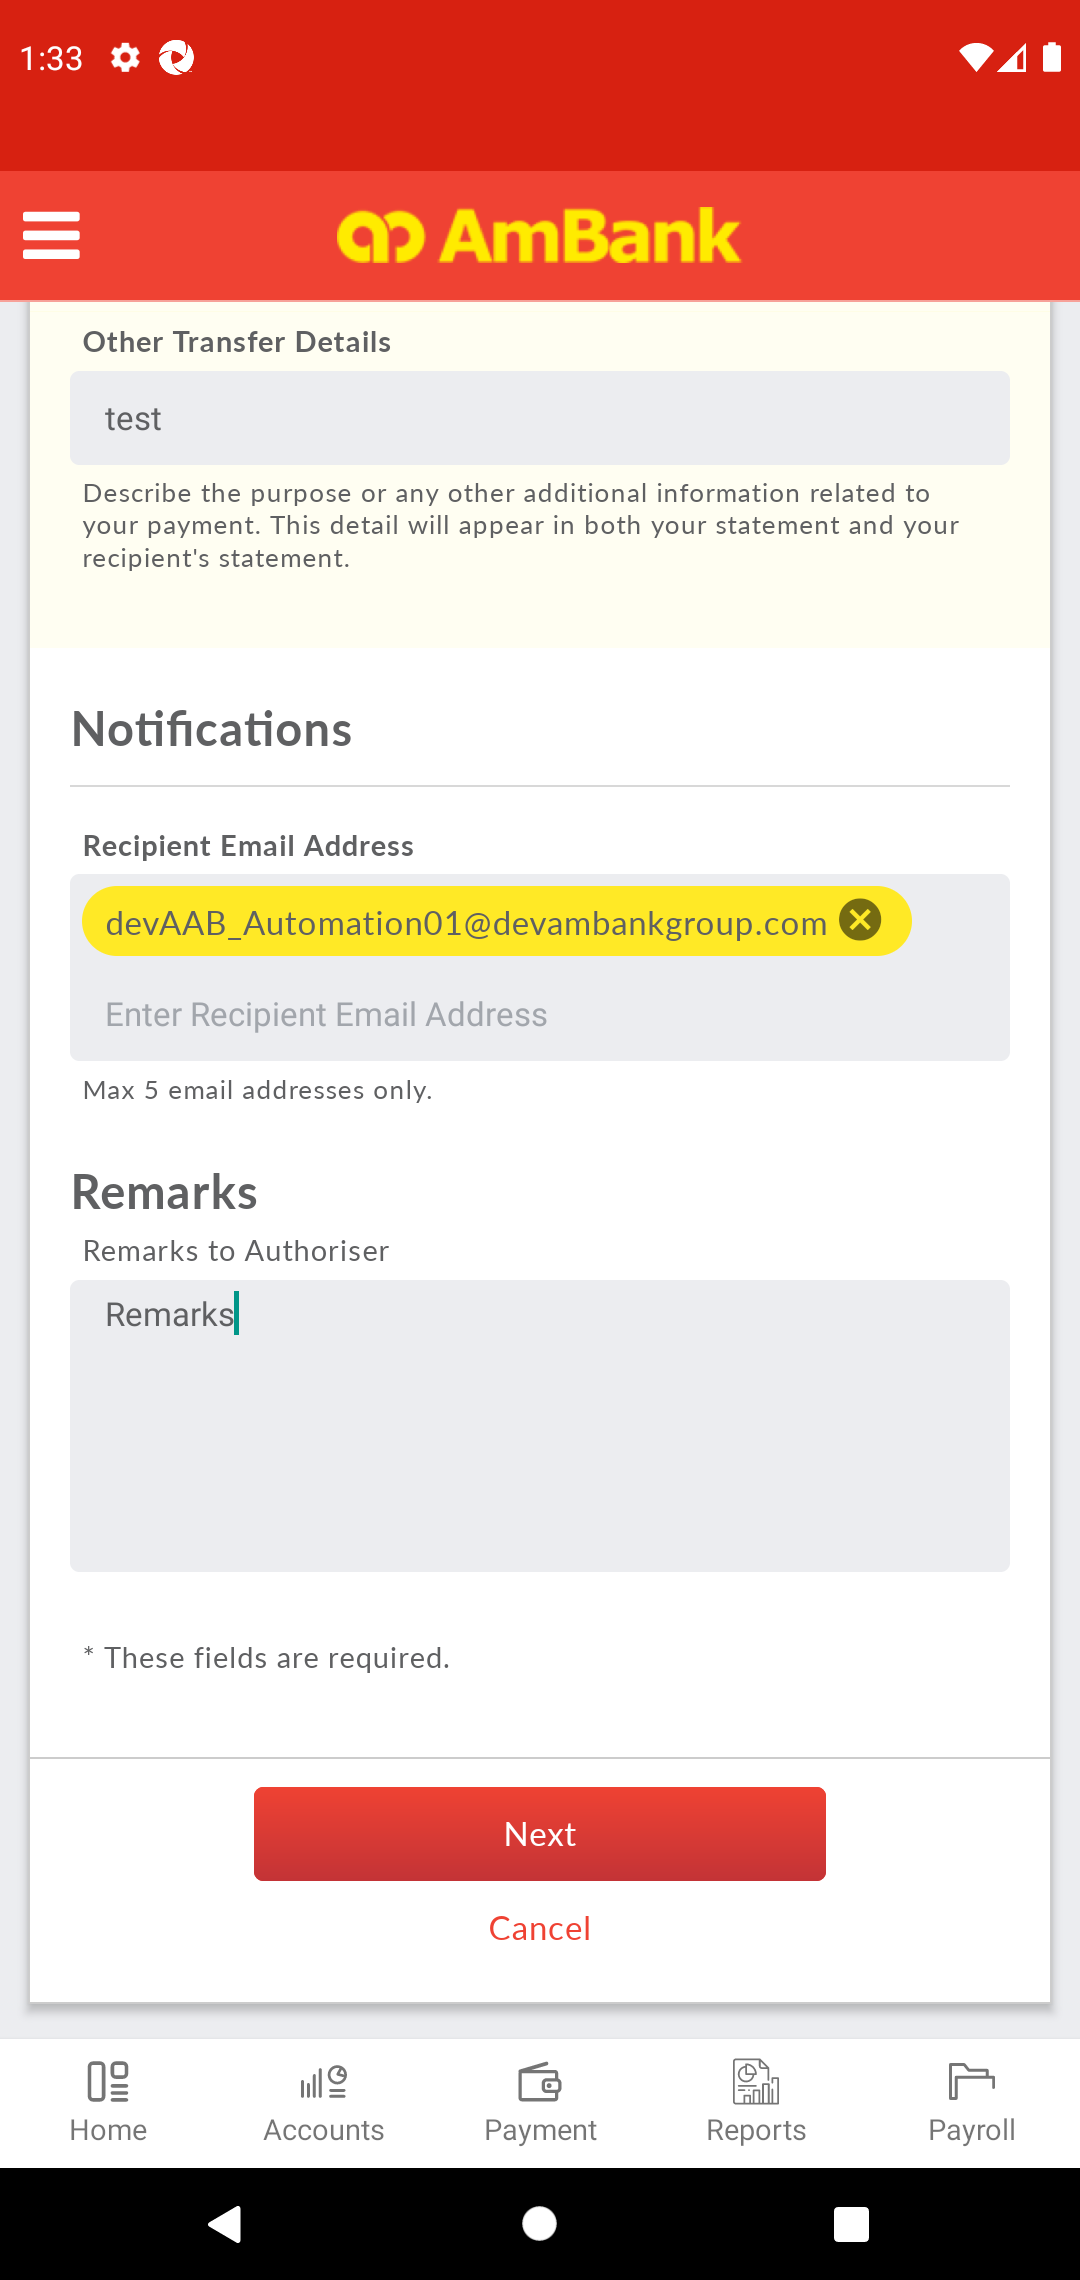 1:33
AmBank
Other Transfer Details
test
Describe the purpose or any other additional information related to
your payment. This detail will appear in both your statement and your
recipient's statement.
Notifications
Recipient Email Address
devAAB_Automation01@devambankgroup.com
Enter Recipient Email Address
Max 5 email addresses only.
Remarks
Remarks to Authoriser
Remarks
* These fields are required.
Next
Cancel
Home
Accounts
Payment
Reports
Payroll